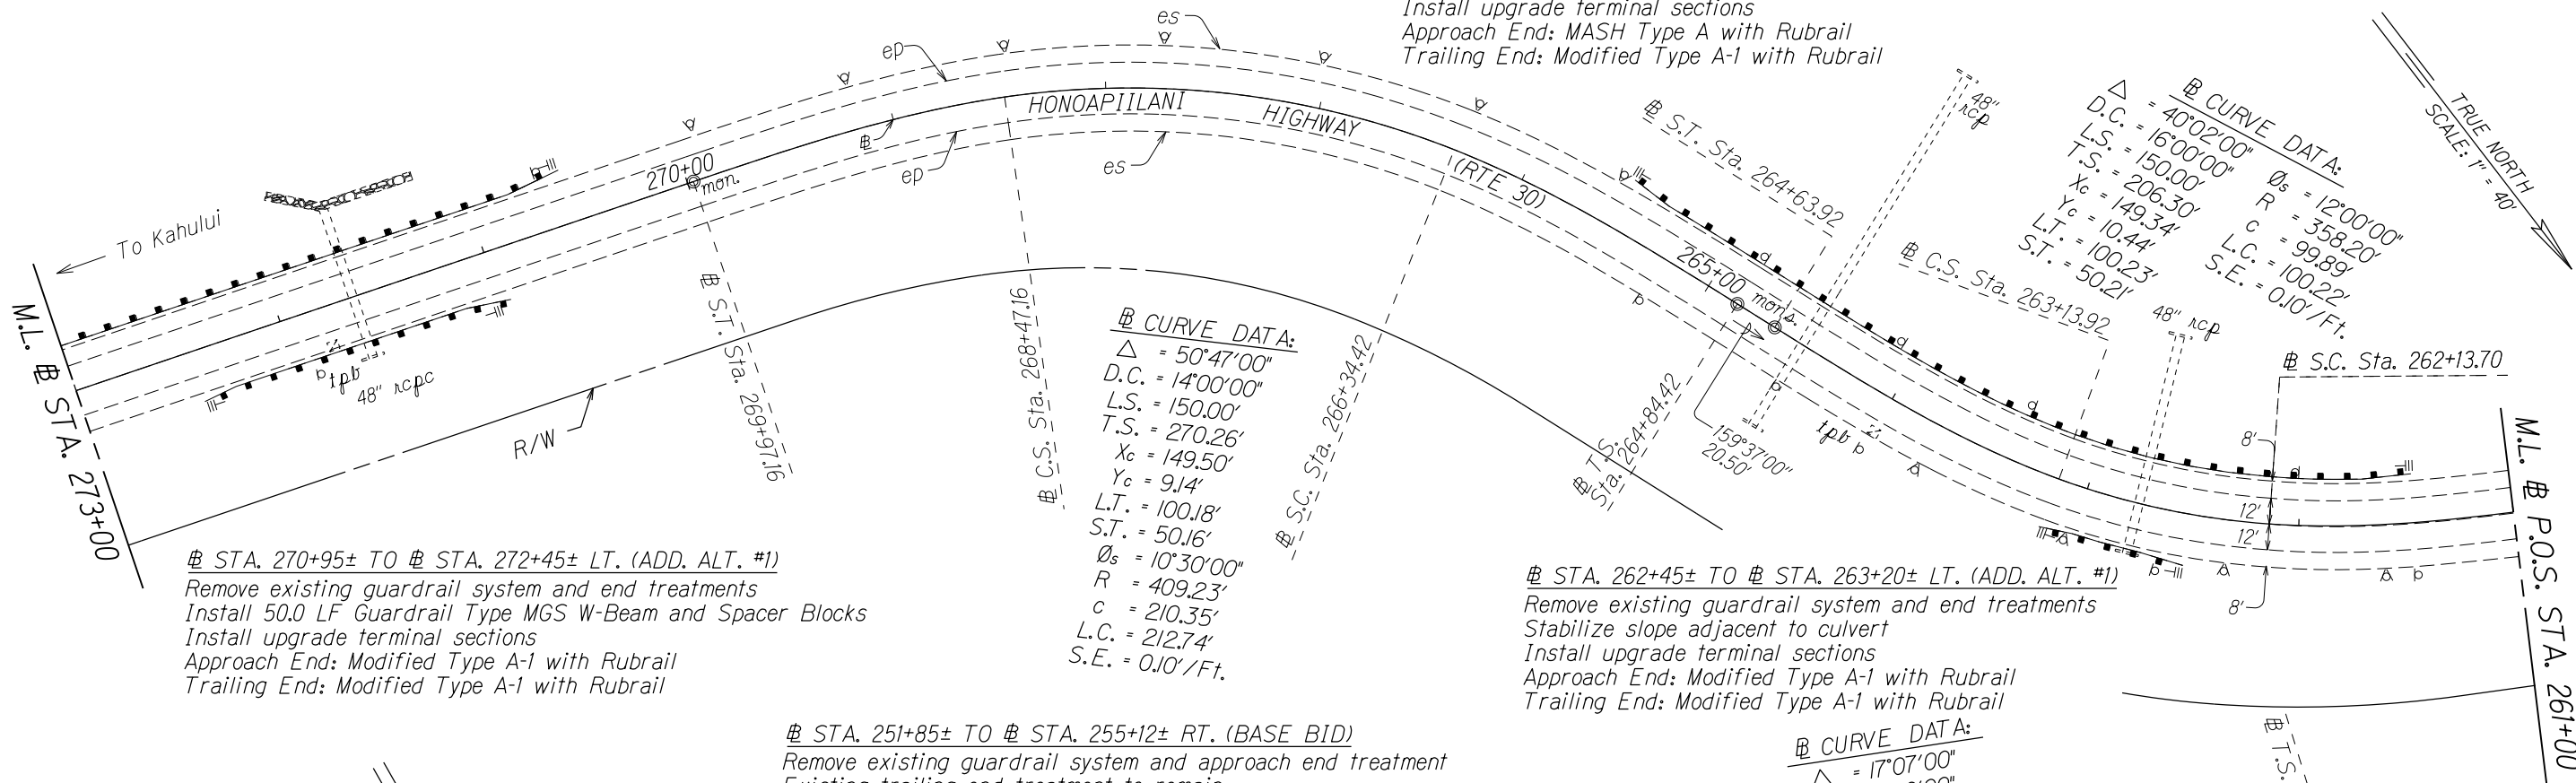 Install upgrade terminal sections
Approach End: MASH Type A with Rubrail
Trailing End: Modified Type A-1 with Rubrail
es
ep
HONOAPIILANI HIGHWAY (RTE 30)
TRUE NORTH
SCALE: 1" = 40'
48" rcp
℄ CURVE DATA:
△ = 40°02'00"
D.C. = 16°00'00"
L.S. = 150.00'
T.S. = 206.30'
Xc = 149.34'
Yc = 10.44'
L.T. = 100.23'
S.T. = 50.21'
Øs = 12°00'00"
R = 358.20'
c = 99.89'
L.C. = 100.22'
S.E. = 0.10'/Ft.
℄ S.T. Sta. 264+63.92
℄ C.S. Sta. 263+13.92
48" rcp
℄ S.C. Sta. 262+13.70
To Kahului
270+00
mon.
℄
ep
es
265+00
mon's.
M.L. ℄ STA. 273+00
tpb
48" rcpc
R/W
℄ S.T. Sta. 269+97.16
℄ C.S. Sta. 268+47.16
℄ CURVE DATA:
△ = 50°47'00"
D.C. = 14°00'00"
L.S. = 150.00'
T.S. = 270.26'
Xc = 149.50'
Yc = 9.14'
L.T. = 100.18'
S.T. = 50.16'
Øs = 10°30'00"
R = 409.23'
c = 210.35'
L.C. = 212.74'
S.E. = 0.10'/Ft.
℄ S.C. Sta. 266+34.42
℄ T.S.
Sta. 264+84.42
159°37'00"
20.50'
tpb
8'
12'
12'
8'
M.L. ℄ P.O.S. STA. 261+00
℄ STA. 270+95± TO ℄ STA. 272+45± LT. (ADD. ALT. #1)
Remove existing guardrail system and end treatments
Install 50.0 LF Guardrail Type MGS W-Beam and Spacer Blocks
Install upgrade terminal sections
Approach End: Modified Type A-1 with Rubrail
Trailing End: Modified Type A-1 with Rubrail
℄ STA. 262+45± TO ℄ STA. 263+20± LT. (ADD. ALT. #1)
Remove existing guardrail system and end treatments
Stabilize slope adjacent to culvert
Install upgrade terminal sections
Approach End: Modified Type A-1 with Rubrail
Trailing End: Modified Type A-1 with Rubrail
℄ STA. 251+85± TO ℄ STA. 255+12± RT. (BASE BID)
Remove existing guardrail system and approach end treatment
Existing trailing end treatment to remain
℄ CURVE DATA:
△ = 17°07'00"
℄ T.S.